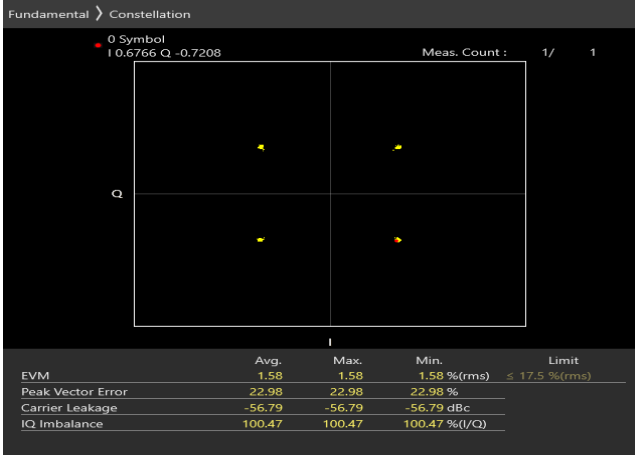 Fundamental 〉 Constellation
0 Symbol
I 0.6766 Q -0.7208 Meas. Count : 1/ 1
Q
I
Avg. Max. Min. Limit
EVM 1.58 1.58 1.58 %(rms) ≤ 17.5 %(rms)
Peak Vector Error 22.98 22.98 22.98 %
Carrier Leakage -56.79 -56.79 -56.79 dBc
IQ Imbalance 100.47 100.47 100.47 %(I/Q)